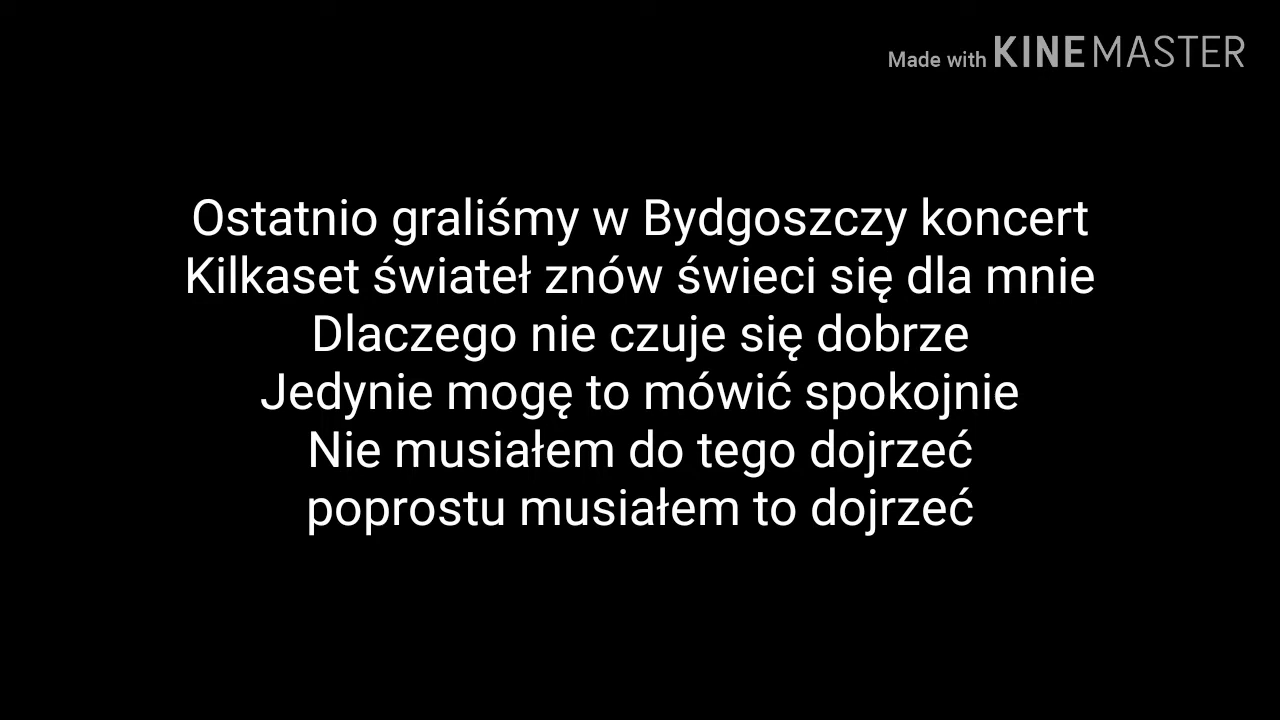 Made with KINEMASTER
Ostatnio graliśmy w Bydgoszczy koncert
Kilkaset świateł znów świeci się dla mnie
Dlaczego nie czuje się dobrze
Jedynie mogę to mówić spokojnie
Nie musiałem do tego dojrzeć
poprostu musiałem to dojrzeć